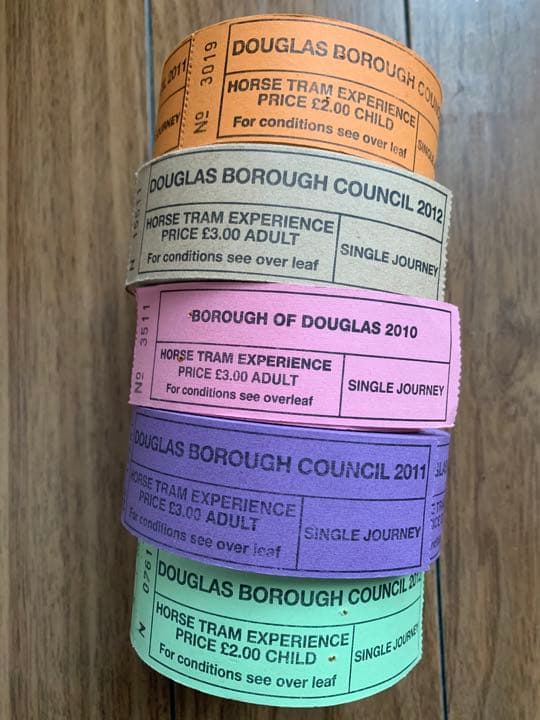 2011
Nº 3019
DOUGLAS BOROUGH
HORSE TRAM EXPERIENCE
PRICE £2.00 CHILD
For conditions see over leaf
DOUGLAS BOROUGH COUNCIL 2012
HORSE TRAM EXPERIENCE
PRICE £3.00 ADULT
For conditions see over leaf
SINGLE JOURNEY
Nº 3511
BOROUGH OF DOUGLAS 2010
HORSE TRAM EXPERIENCE
PRICE £3.00 ADULT
For conditions see overleaf
SINGLE JOURNEY
DOUGLAS BOROUGH COUNCIL 2011
HORSE TRAM EXPERIENCE
PRICE £3.00 ADULT
For conditions see over leaf
SINGLE JOURNEY
N 0761
DOUGLAS BOROUGH COUNCIL
HORSE TRAM EXPERIENCE
PRICE £2.00 CHILD
For conditions see over leaf
SINGLE JOURNEY